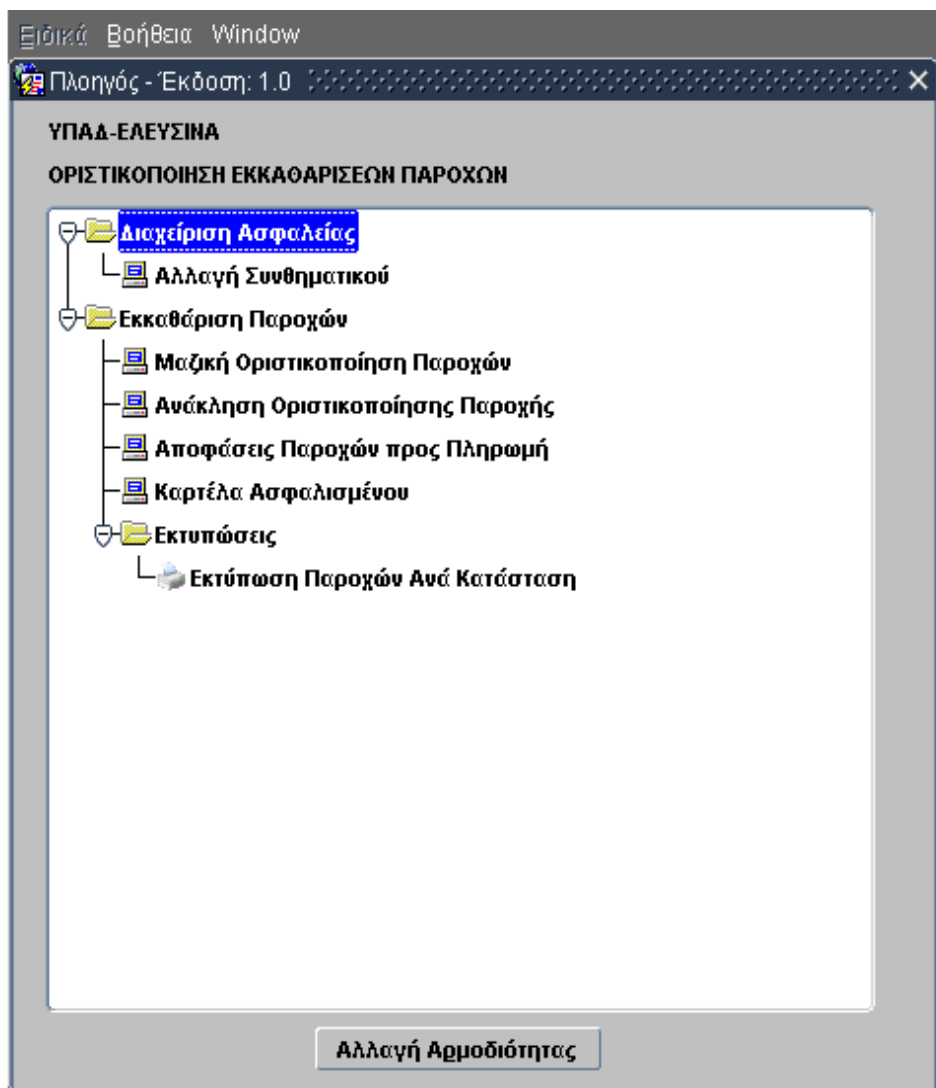 Ειδικά Βοήθεια Window
Πλοηγός - Έκδοση: 1.0
ΥΠΑΔ-ΕΛΕΥΣΙΝΑ
ΟΡΙΣΤΙΚΟΠΟΙΗΣΗ ΕΚΚΑΘΑΡΙΣΕΩΝ ΠΑΡΟΧΩΝ
Διαχείριση Ασφαλείας
Αλλαγή Συνθηματικού
Εκκαθάριση Παροχών
Μαζική Οριστικοποίηση Παροχών
Ανάκληση Οριστικοποίησης Παροχής
Αποφάσεις Παροχών προς Πληρωμή
Καρτέλα Ασφαλισμένου
Εκτυπώσεις
Εκτύπωση Παροχών Ανά Κατάσταση
Αλλαγή Αρμοδιότητας